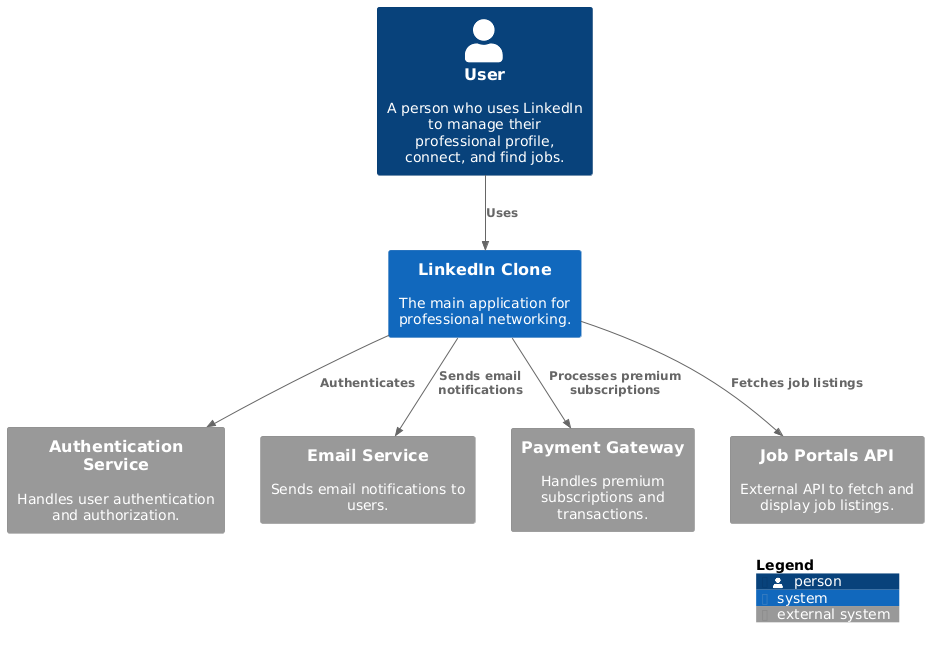 User
A person who uses LinkedIn
to manage their
professional profile,
connect, and find jobs.
Uses
LinkedIn Clone
The main application for
professional networking.
Authenticates
Sends email
notifications
Processes premium
subscriptions
Fetches job listings
Authentication
Service
Handles user authentication
and authorization.
Email Service
Sends email notifications to
users.
Payment Gateway
Handles premium
subscriptions and
transactions.
Job Portals API
External API to fetch and
display job listings.
Legend
person
system
external system